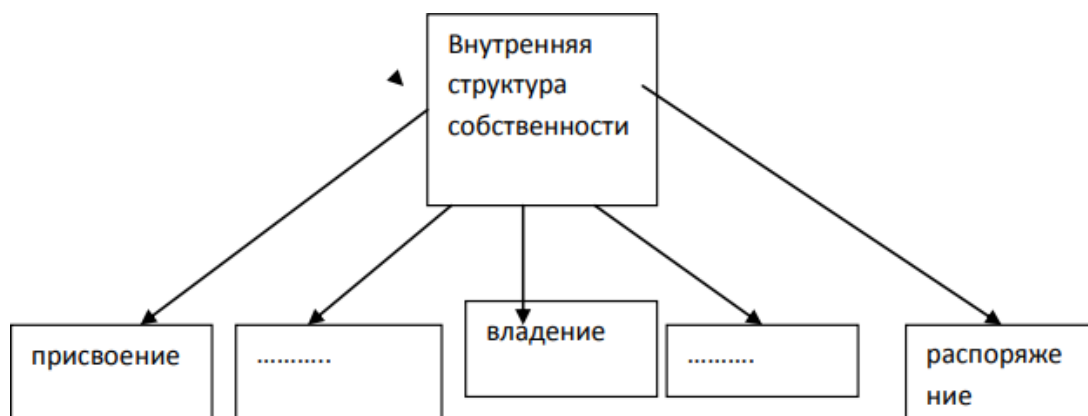 Внутренняя
структура
собственности
присвоение
………..
владение
……….
распоряже
ние